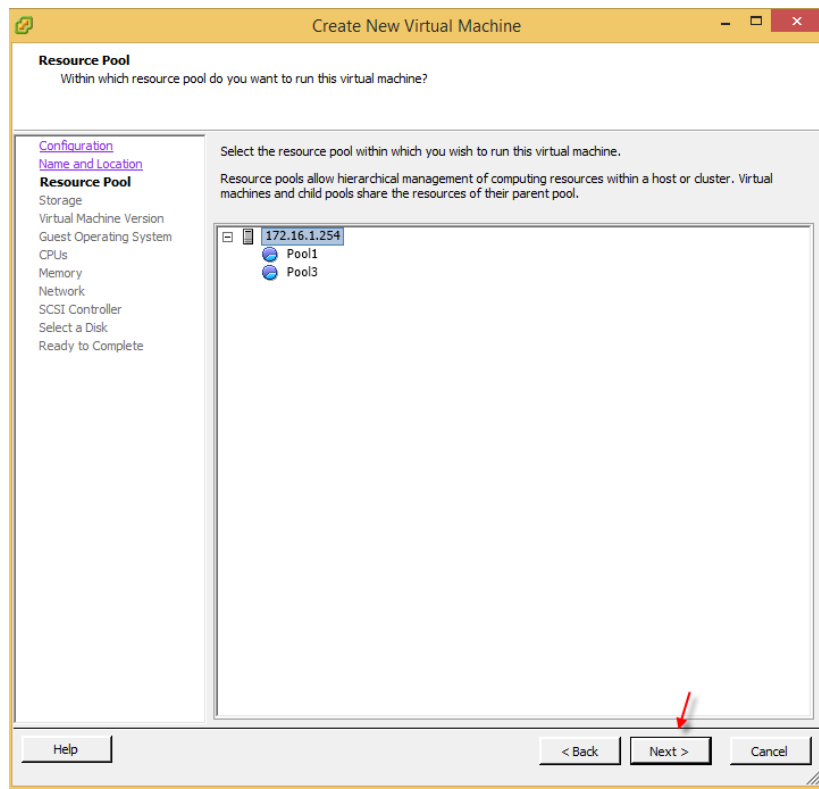 Create New Virtual Machine
Resource Pool
Within which resource pool do you want to run this virtual machine?
Configuration
Name and Location
Resource Pool
Storage
Virtual Machine Version
Guest Operating System
CPUs
Memory
Network
SCSI Controller
Select a Disk
Ready to Complete
Select the resource pool within which you wish to run this virtual machine.
Resource pools allow hierarchical management of computing resources within a host or cluster. Virtual
machines and child pools share the resources of their parent pool.
172.16.1.254
Pool1
Pool3
Help
< Back
Next >
Cancel